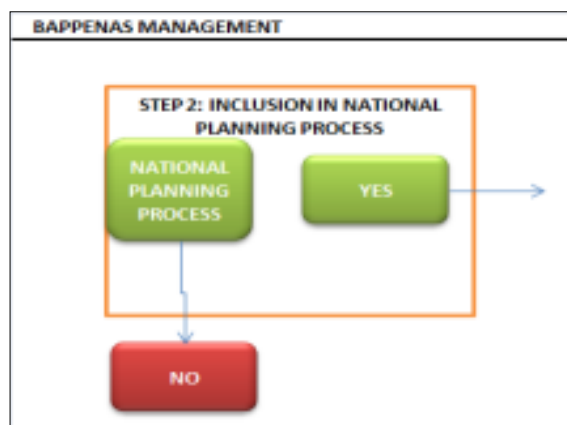 BAPPENAS MANAGEMENT
STEP 2: INCLUSION IN NATIONAL
PLANNING PROCESS
NATIONAL
PLANNING
PROCESS
YES
NO